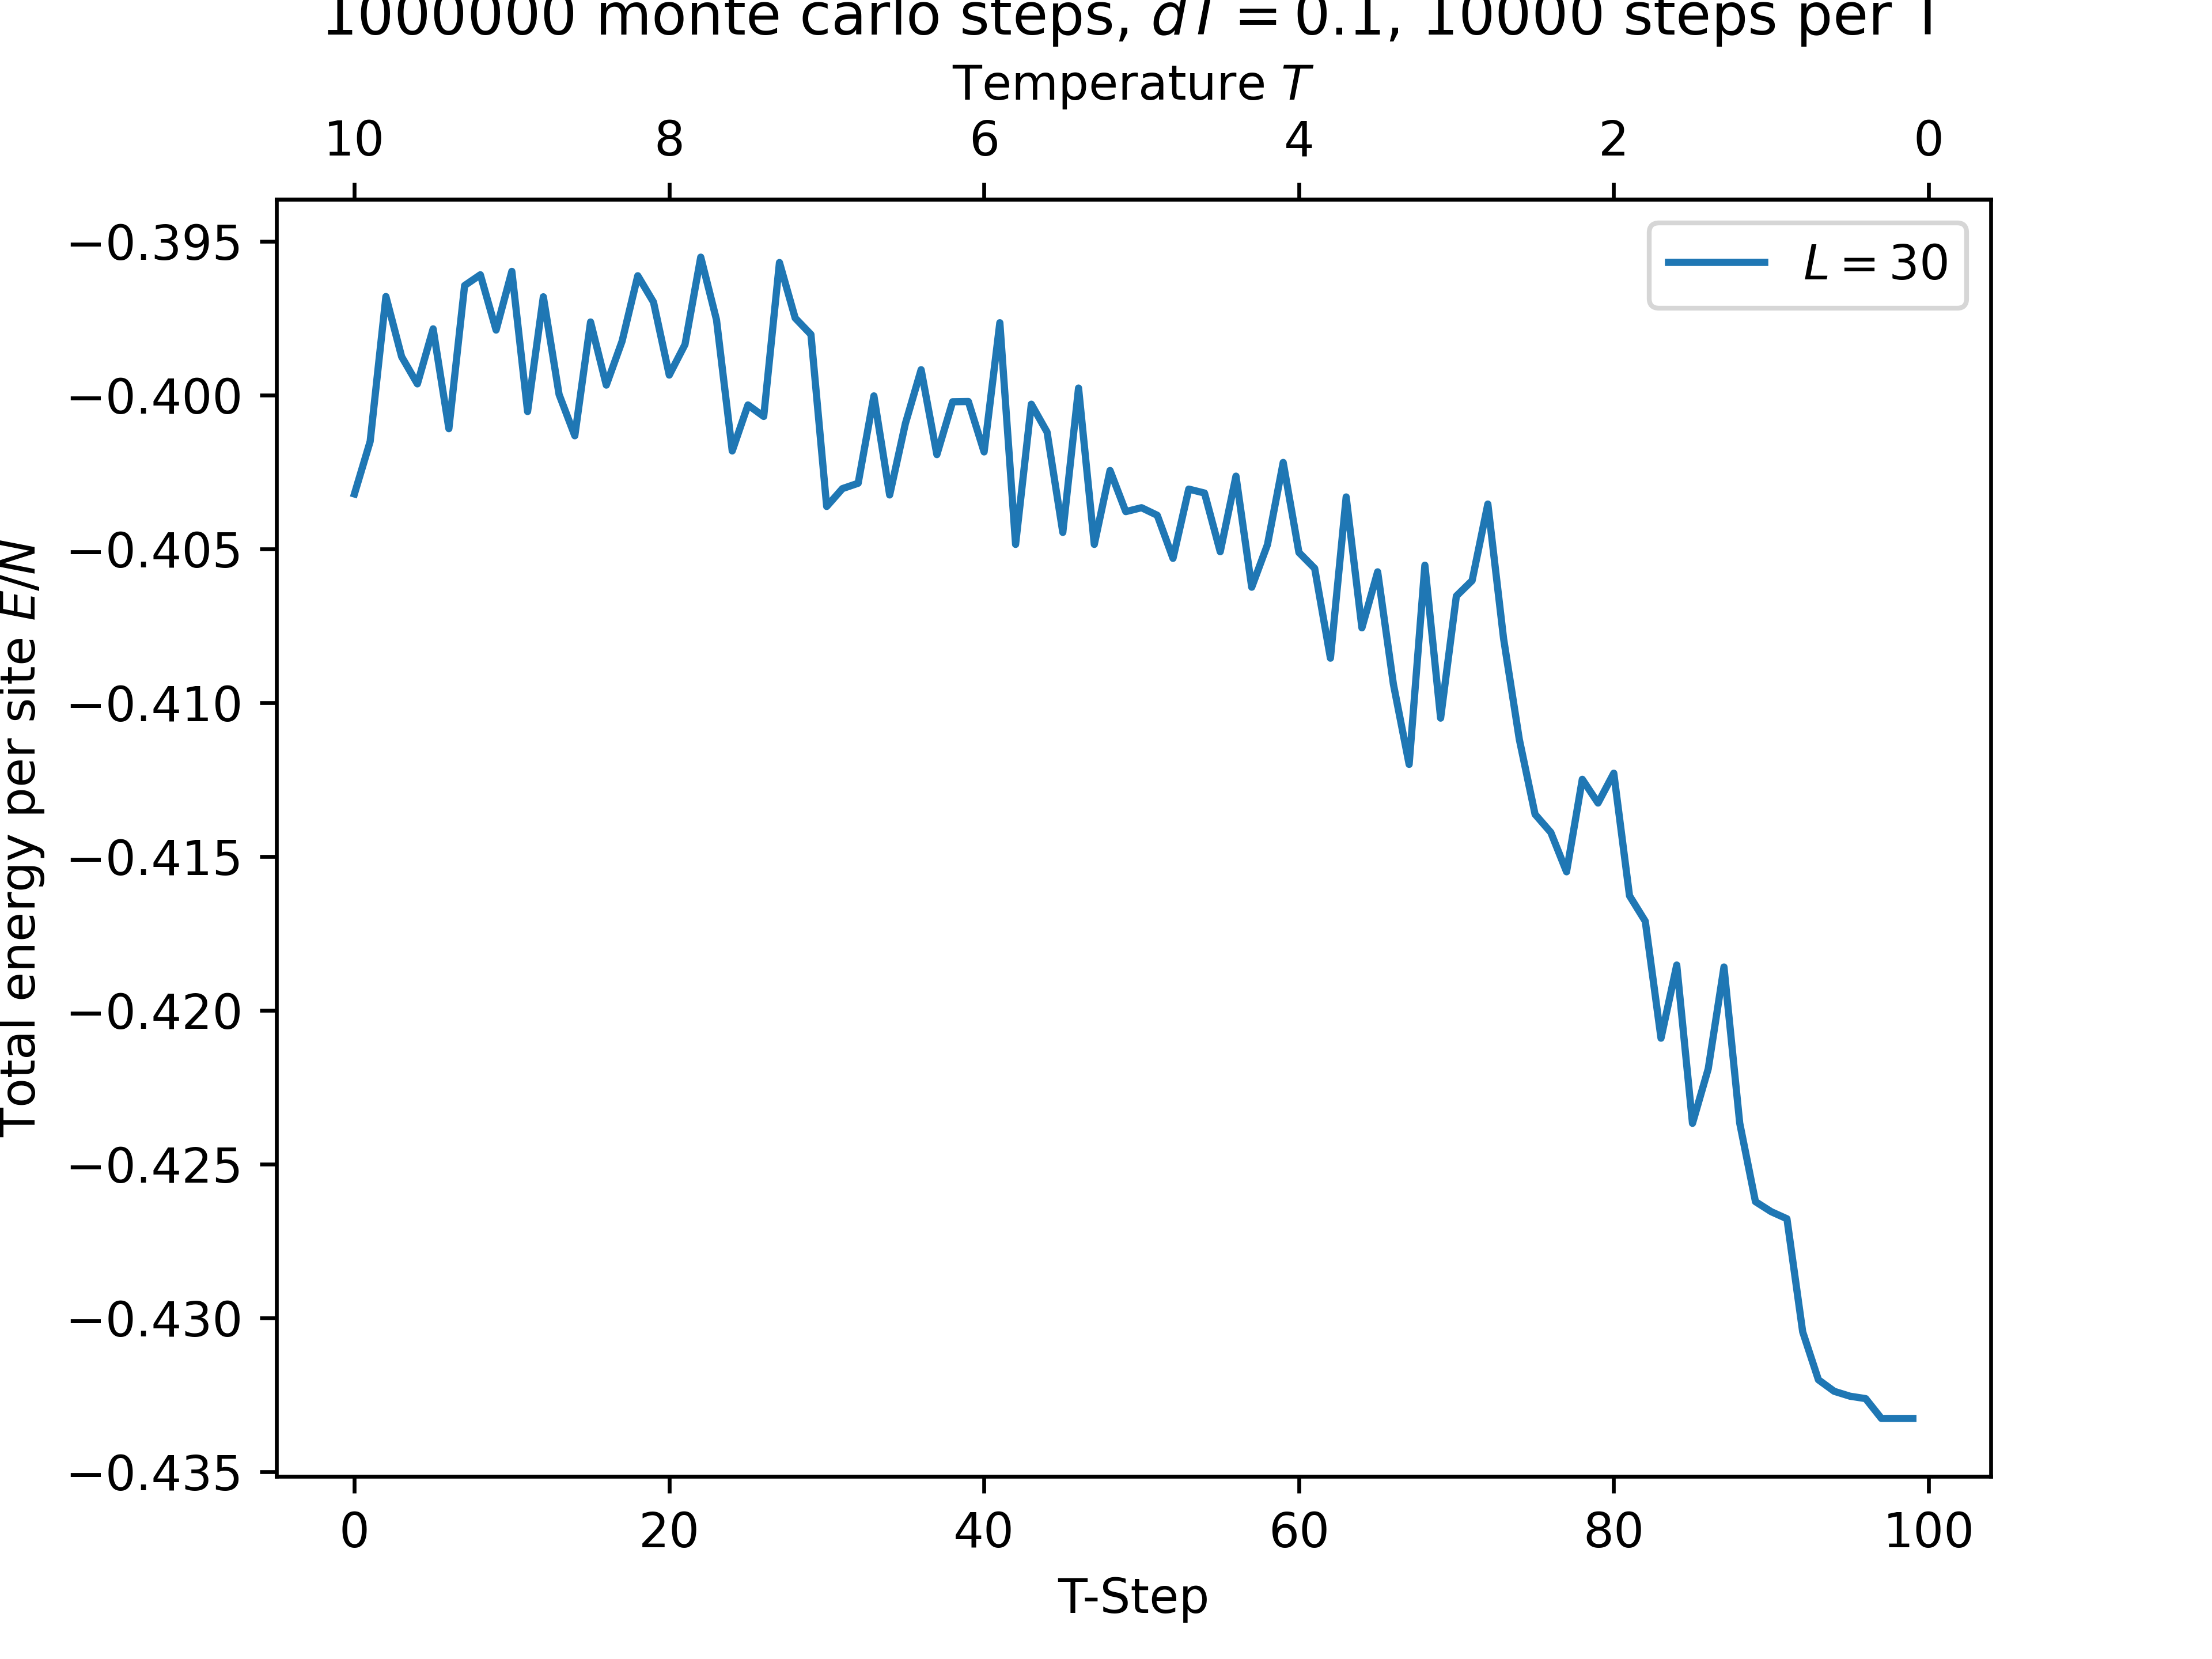 1000000 monte carlo steps, dT = 0.1, 10000 steps per T
Temperature T
10 8 6 4 2 0
L = 30
−0.395
−0.400
−0.405
−0.410
−0.415
−0.420
−0.425
−0.430
−0.435
Total energy per site E/N
0 20 40 60 80 100
T-Step